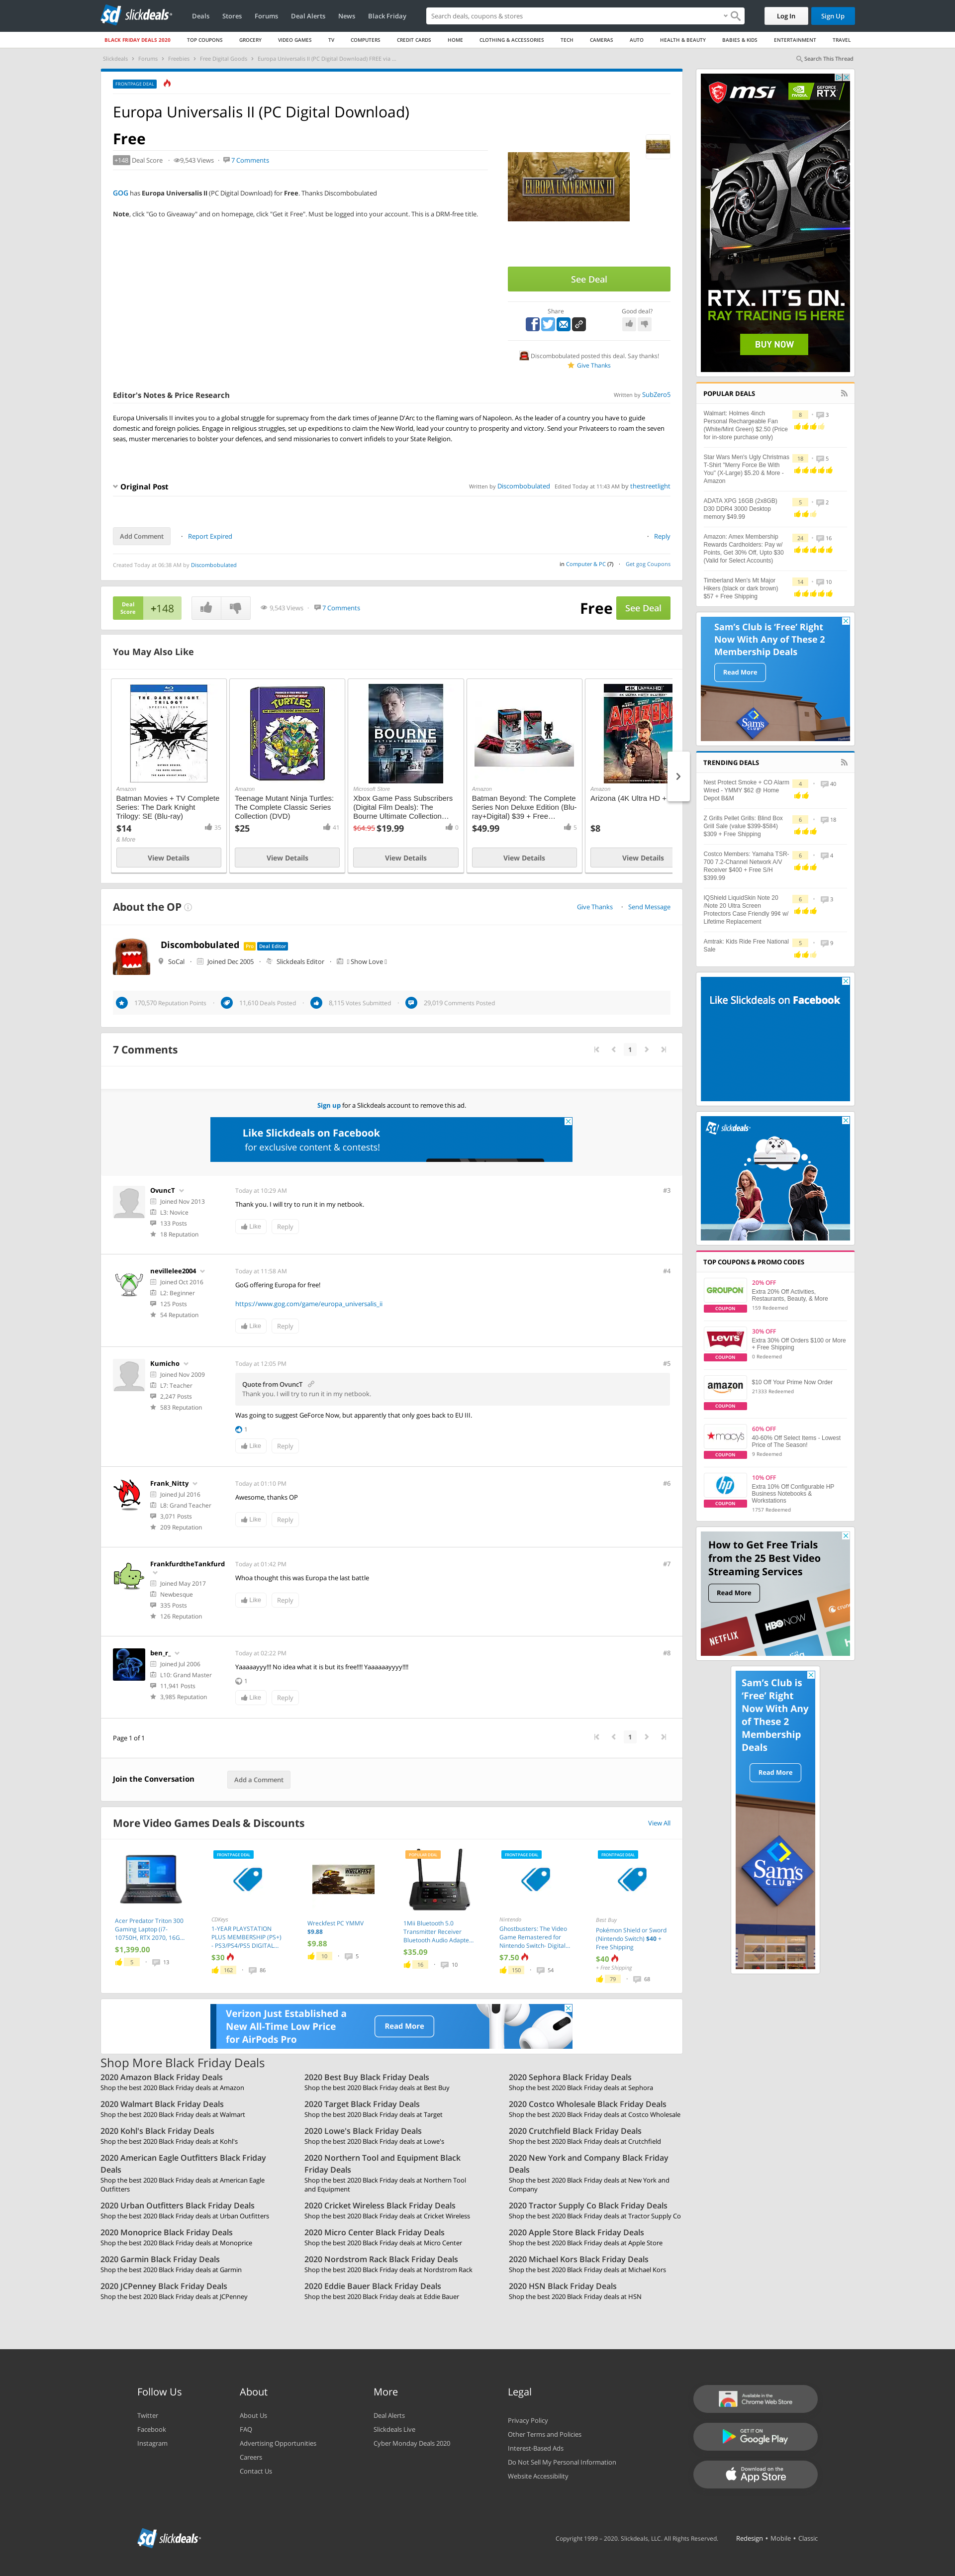 slickdeals
Deals
Stores
Forums
Deal Alerts
News
Black Friday
Search deals, coupons & stores
Log In
Sign Up
BLACK FRIDAY DEALS 2020
TOP COUPONS
GROCERY
VIDEO GAMES
TV
COMPUTERS
CREDIT CARDS
HOME
CLOTHING & ACCESSORIES
TECH
CAMERAS
AUTO
HEALTH & BEAUTY
BABIES & KIDS
ENTERTAINMENT
TRAVEL
Slickdeals > Forums > Freebies > Free Digital Goods > Europa Universalis II (PC Digital Download) FREE via ...
Search This Thread
FRONTPAGE DEAL
Europa Universalis II (PC Digital Download)
Free
+148 Deal Score
9,543 Views
7 Comments
GOG has Europa Universalis II (PC Digital Download) for Free. Thanks Discombobulated
Note, click "Go to Giveaway" and on homepage, click "Get it Free". Must be logged into your account. This is a DRM-free title.
EUROPA UNIVERSALIS II
See Deal
Share
Good deal?
Discombobulated posted this deal. Say thanks!
Give Thanks
Editor's Notes & Price Research
Written by SubZero5
Europa Universalis II invites you to a global struggle for supremacy from the dark times of Jeanne D'Arc to the flaming wars of Napoleon. As the leader of a country you have to guide your
domestic and foreign policies. Engage in religious struggles, set up expeditions to claim the New World, lead your country to prosperity and victory. Send your Privateers to roam the seven
seas, muster mercenaries to bolster your defences, and send missionaries to convert infidels to your State Religion.
Original Post
Written by Discombobulated Edited Today at 11:43 AM by thestreetlight
Add Comment
Report Expired
Reply
Created Today at 06:38 AM by Discombobulated
in Computer & PC (7)
Get gog Coupons
Deal
Score
+148
9,543 Views
7 Comments
Free
See Deal
You May Also Like
THE DARK KNIGHT
TRILOGY
Amazon
Batman Movies + TV Complete
Series: The Dark Knight
Trilogy: SE (Blu-ray)
$14
35
& More
View Details
TURTLES
Amazon
Teenage Mutant Ninja Turtles:
The Complete Classic Series
Collection (DVD)
$25
41
View Details
BOURNE
Microsoft Store
Xbox Game Pass Subscribers
(Digital Film Deals): The
Bourne Ultimate Collection...
$64.95 $19.99
0
View Details
Amazon
Batman Beyond: The Complete
Series Non Deluxe Edition (Blu-
ray+Digital) $39 + Free...
$49.99
5
View Details
4K ULTRA HD
ARIZONA
Amazon
Arizona (4K Ultra HD +
$8
View Details
About the OP
Give Thanks
Send Message
Discombobulated
Pro
Deal Editor
SoCal
Joined Dec 2005
Slickdeals Editor
Show Love
170,570 Reputation Points
11,610 Deals Posted
8,115 Votes Submitted
29,019 Comments Posted
7 Comments
1
Sign up for a Slickdeals account to remove this ad.
Like Slickdeals on Facebook
for exclusive content & contests!
OvuncT
Joined Nov 2013
L3: Novice
133 Posts
18 Reputation
Today at 10:29 AM
#3
Thank you. I will try to run it in my netbook.
Like
Reply
nevillelee2004
Joined Oct 2016
L2: Beginner
125 Posts
54 Reputation
Today at 11:58 AM
#4
GoG offering Europa for free!
https://www.gog.com/game/europa_universalis_ii
Like
Reply
Kumicho
Joined Nov 2009
L7: Teacher
2,247 Posts
583 Reputation
Today at 12:05 PM
#5
Quote from OvuncT
Thank you. I will try to run it in my netbook.
Was going to suggest GeForce Now, but apparently that only goes back to EU III.
1
Like
Reply
Frank_Nitty
Joined Jul 2016
L8: Grand Teacher
3,071 Posts
209 Reputation
Today at 01:10 PM
#6
Awesome, thanks OP
Like
Reply
FrankfurdtheTankfurd
Joined May 2017
Newbesque
335 Posts
126 Reputation
Today at 01:42 PM
#7
Whoa thought this was Europa the last battle
Like
Reply
ben_r_
Joined Jul 2006
L10: Grand Master
11,941 Posts
3,985 Reputation
Today at 02:22 PM
#8
Yaaaaayyy!!! No idea what it is but its free!!!! Yaaaaaayyyy!!!!
1
Like
Reply
Page 1 of 1
1
Join the Conversation
Add a Comment
More Video Games Deals & Discounts
View All
Acer Predator Triton 300
Gaming Laptop (i7-
10750H, RTX 2070, 16G...
$1,399.00
5
13
FRONTPAGE DEAL
CDKeys
1-YEAR PLAYSTATION
PLUS MEMBERSHIP (PS+)
- PS3/PS4/PS5 DIGITAL...
$30
162
86
WRECKFEST
Wreckfest PC YMMV
$9.88
$9.88
10
5
POPULAR DEAL
1Mii Bluetooth 5.0
Transmitter Receiver
Bluetooth Audio Adapte...
$35.09
16
10
FRONTPAGE DEAL
Nintendo
Ghostbusters: The Video
Game Remastered for
Nintendo Switch- Digital...
$7.50
150
54
FRONTPAGE DEAL
Best Buy
Pokémon Shield or Sword
(Nintendo Switch) $40 +
Free Shipping
$40
+ Free Shipping
79
68
Verizon Just Established a
New All-Time Low Price
for AirPods Pro
Read More
Shop More Black Friday Deals
2020 Amazon Black Friday Deals
Shop the best 2020 Black Friday deals at Amazon
2020 Best Buy Black Friday Deals
Shop the best 2020 Black Friday deals at Best Buy
2020 Sephora Black Friday Deals
Shop the best 2020 Black Friday deals at Sephora
2020 Walmart Black Friday Deals
Shop the best 2020 Black Friday deals at Walmart
2020 Target Black Friday Deals
Shop the best 2020 Black Friday deals at Target
2020 Costco Wholesale Black Friday Deals
Shop the best 2020 Black Friday deals at Costco Wholesale
2020 Kohl's Black Friday Deals
Shop the best 2020 Black Friday deals at Kohl's
2020 Lowe's Black Friday Deals
Shop the best 2020 Black Friday deals at Lowe's
2020 Crutchfield Black Friday Deals
Shop the best 2020 Black Friday deals at Crutchfield
2020 American Eagle Outfitters Black Friday
Deals
Shop the best 2020 Black Friday deals at American Eagle
Outfitters
2020 Northern Tool and Equipment Black
Friday Deals
Shop the best 2020 Black Friday deals at Northern Tool
and Equipment
2020 New York and Company Black Friday
Deals
Shop the best 2020 Black Friday deals at New York and
Company
2020 Urban Outfitters Black Friday Deals
Shop the best 2020 Black Friday deals at Urban Outfitters
2020 Cricket Wireless Black Friday Deals
Shop the best 2020 Black Friday deals at Cricket Wireless
2020 Tractor Supply Co Black Friday Deals
Shop the best 2020 Black Friday deals at Tractor Supply Co
2020 Monoprice Black Friday Deals
Shop the best 2020 Black Friday deals at Monoprice
2020 Micro Center Black Friday Deals
Shop the best 2020 Black Friday deals at Micro Center
2020 Apple Store Black Friday Deals
Shop the best 2020 Black Friday deals at Apple Store
2020 Garmin Black Friday Deals
Shop the best 2020 Black Friday deals at Garmin
2020 Nordstrom Rack Black Friday Deals
Shop the best 2020 Black Friday deals at Nordstrom Rack
2020 Michael Kors Black Friday Deals
Shop the best 2020 Black Friday deals at Michael Kors
2020 JCPenney Black Friday Deals
Shop the best 2020 Black Friday deals at JCPenney
2020 Eddie Bauer Black Friday Deals
Shop the best 2020 Black Friday deals at Eddie Bauer
2020 HSN Black Friday Deals
Shop the best 2020 Black Friday deals at HSN
msi
NVIDIA
GEFORCE
RTX
RTX. IT'S ON.
RAY TRACING IS HERE
BUY NOW
POPULAR DEALS
Walmart: Holmes 4inch
Personal Rechargeable Fan
(White/Mint Green) $2.50 (Price
for in-store purchase only)
8
3
Star Wars Men's Ugly Christmas
T-Shirt "Merry Force Be With
You" (X-Large) $5.20 & More -
Amazon
18
5
ADATA XPG 16GB (2x8GB)
D30 DDR4 3000 Desktop
memory $49.99
5
2
Amazon: Amex Membership
Rewards Cardholders: Pay w/
Points, Get 30% Off, Upto $30
(Valid for Select Accounts)
24
16
Timberland Men's Mt Major
Hikers (black or dark brown)
$57 + Free Shipping
14
10
Sam's Club is 'Free' Right
Now With Any of These 2
Membership Deals
Read More
Sam's
CLUB
TRENDING DEALS
Nest Protect Smoke + CO Alarm
Wired - YMMY $62 @ Home
Depot B&M
4
40
Z Grills Pellet Grills: Blind Box
Grill Sale (value $399-$584)
$309 + Free Shipping
6
18
Costco Members: Yamaha TSR-
700 7.2-Channel Network A/V
Receiver $400 + Free S/H
$399.99
6
4
IQShield LiquidSkin Note 20
/Note 20 Ultra Screen
Protectors Case Friendly 99¢ w/
Lifetime Replacement
6
3
Amtrak: Kids Ride Free National
Sale
5
9
Like Slickdeals on Facebook
slickdeals
TOP COUPONS & PROMO CODES
GROUPON
COUPON
20% OFF
Extra 20% Off Activities,
Restaurants, Beauty, & More
159 Redeemed
LEVI'S
COUPON
30% OFF
Extra 30% Off Orders $100 or More
+ Free Shipping
0 Redeemed
amazon
COUPON
$10 Off Your Prime Now Order
21333 Redeemed
macy's
COUPON
60% OFF
40-60% Off Select Items - Lowest
Price of The Season!
9 Redeemed
hp
COUPON
10% OFF
Extra 10% Off Configurable HP
Business Notebooks &
Workstations
1757 Redeemed
How to Get Free Trials
from the 25 Best Video
Streaming Services
Read More
NETFLIX
HBO NOW
Sam's Club is
'Free' Right
Now With Any
of These 2
Membership
Deals
Read More
Sam's
CLUB
Follow Us
Twitter
Facebook
Instagram
About
About Us
FAQ
Advertising Opportunities
Careers
Contact Us
More
Deal Alerts
Slickdeals Live
Cyber Monday Deals 2020
Legal
Privacy Policy
Other Terms and Policies
Interest-Based Ads
Do Not Sell My Personal Information
Website Accessibility
Available in the
Chrome Web Store
GET IT ON
Google Play
Download on the
App Store
slickdeals
Copyright 1999 - 2020. Slickdeals, LLC. All Rights Reserved.
Redesign • Mobile • Classic